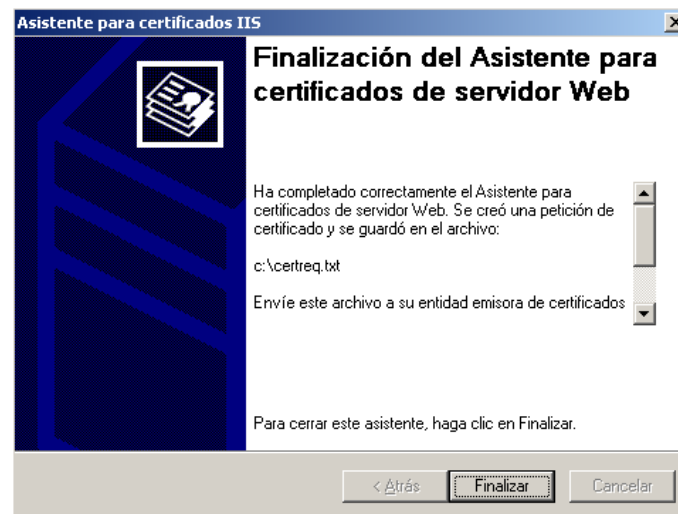 Asistente para certificados IIS
Finalización del Asistente para
certificados de servidor Web
Ha completado correctamente el Asistente para
certificados de servidor Web. Se creó una petición de
certificado y se guardó en el archivo:
c:\certreq.txt
Envíe este archivo a su entidad emisora de certificados
Para cerrar este asistente, haga clic en Finalizar.
< Atrás
Finalizar
Cancelar